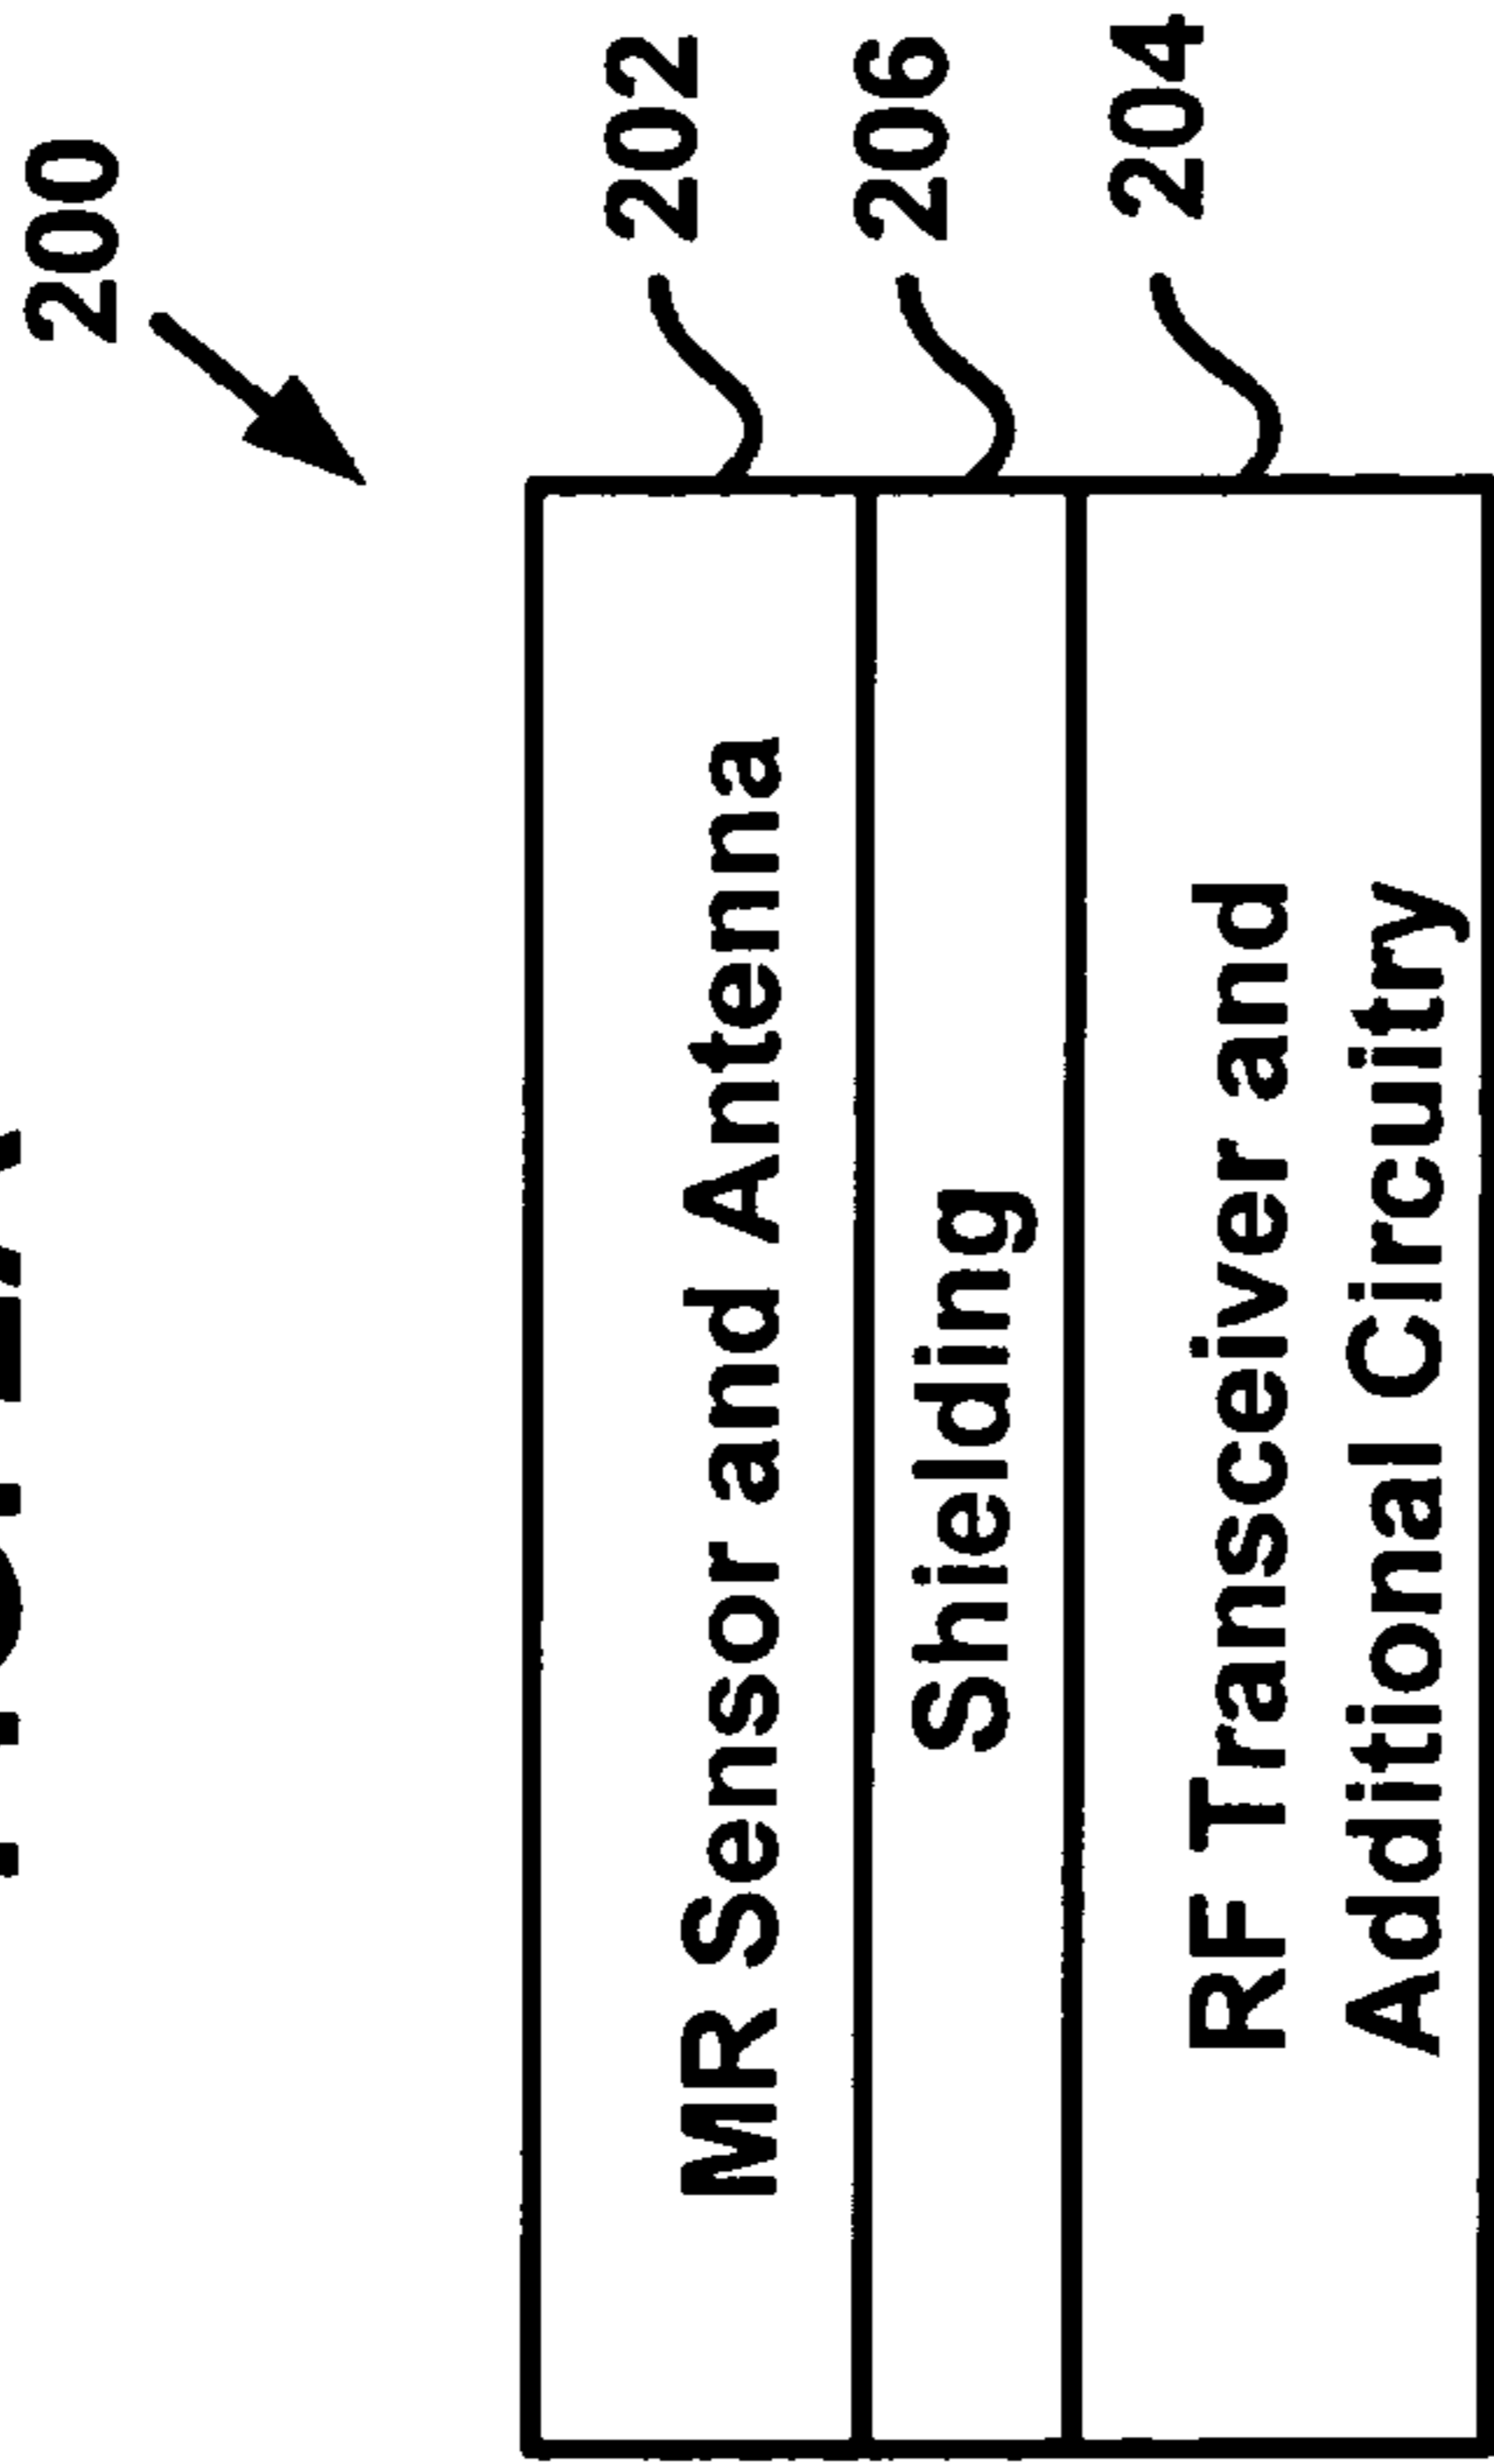 200
MR Sensor and Antenna
202
Shielding
206
RF Transceiver and
Additional Circuitry
204